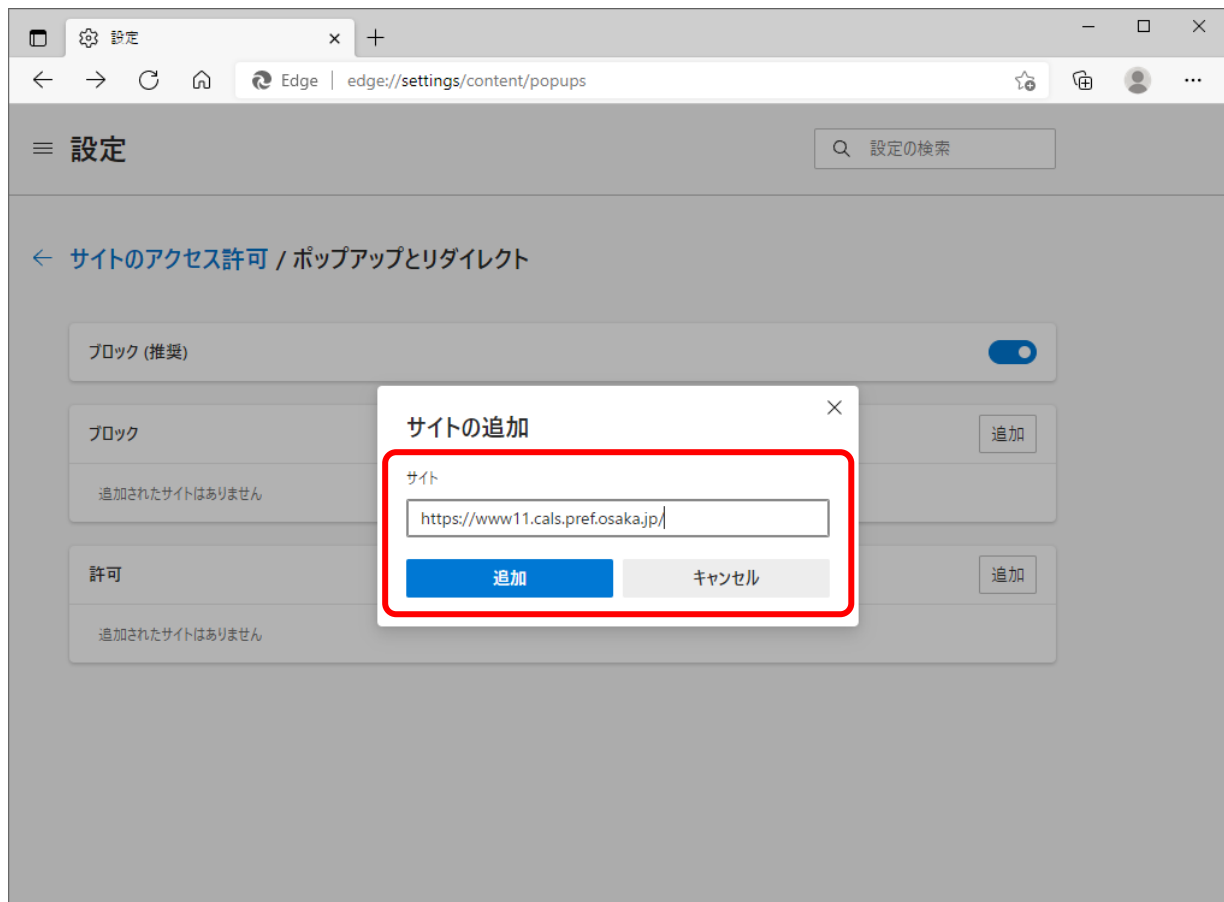 設定
Edge | edge://settings/content/popups
設定
設定の検索
サイトのアクセス許可 / ポップアップとリダイレクト
ブロック (推奨)
ブロック
追加
追加されたサイトはありません
サイトの追加
サイト
https://www11.cals.pref.osaka.jp/
追加
キャンセル
許可
追加
追加されたサイトはありません